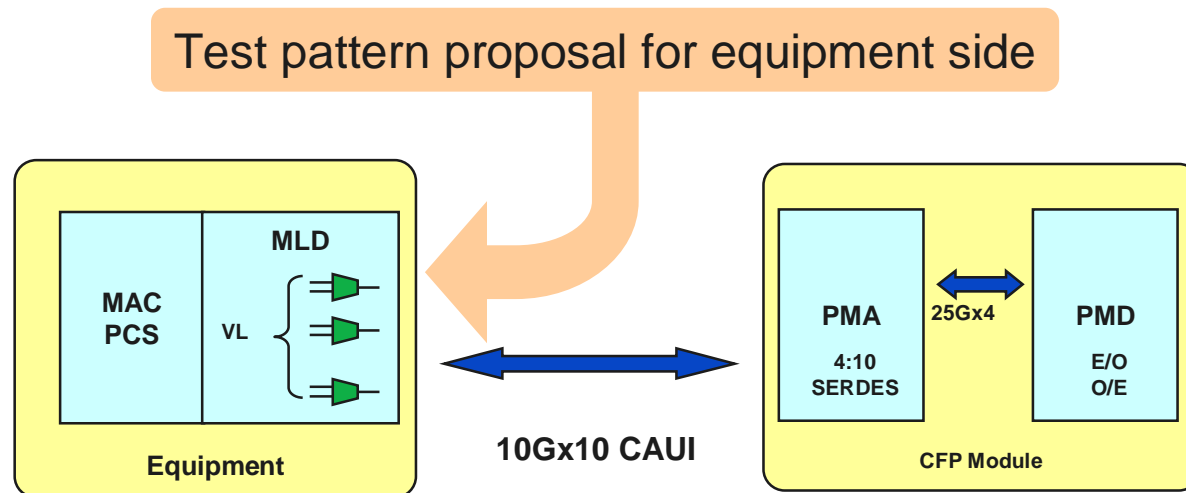 Test pattern proposal for equipment side
MAC
PCS
MLD
VL
Equipment
10Gx10 CAUI
PMA
4:10
SERDES
25Gx4
PMD
E/O
O/E
CFP Module